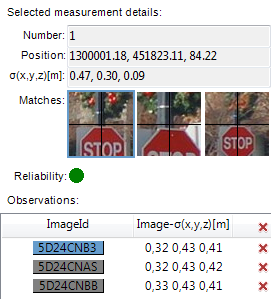 Selected measurement details:
Number: 1
Position: 1300001.18, 451823.11, 84.22
σ(x,y,z)[m]: 0.47, 0.30, 0.09
Matches:
STOP STOP STOP
Reliability:
Observations:
ImageId Image-σ(x,y,z)[m]
5D24CNB3 0,32 0,43 0,41
5D24CNAS 0,32 0,43 0,42
5D24CNBB 0,33 0,43 0,41